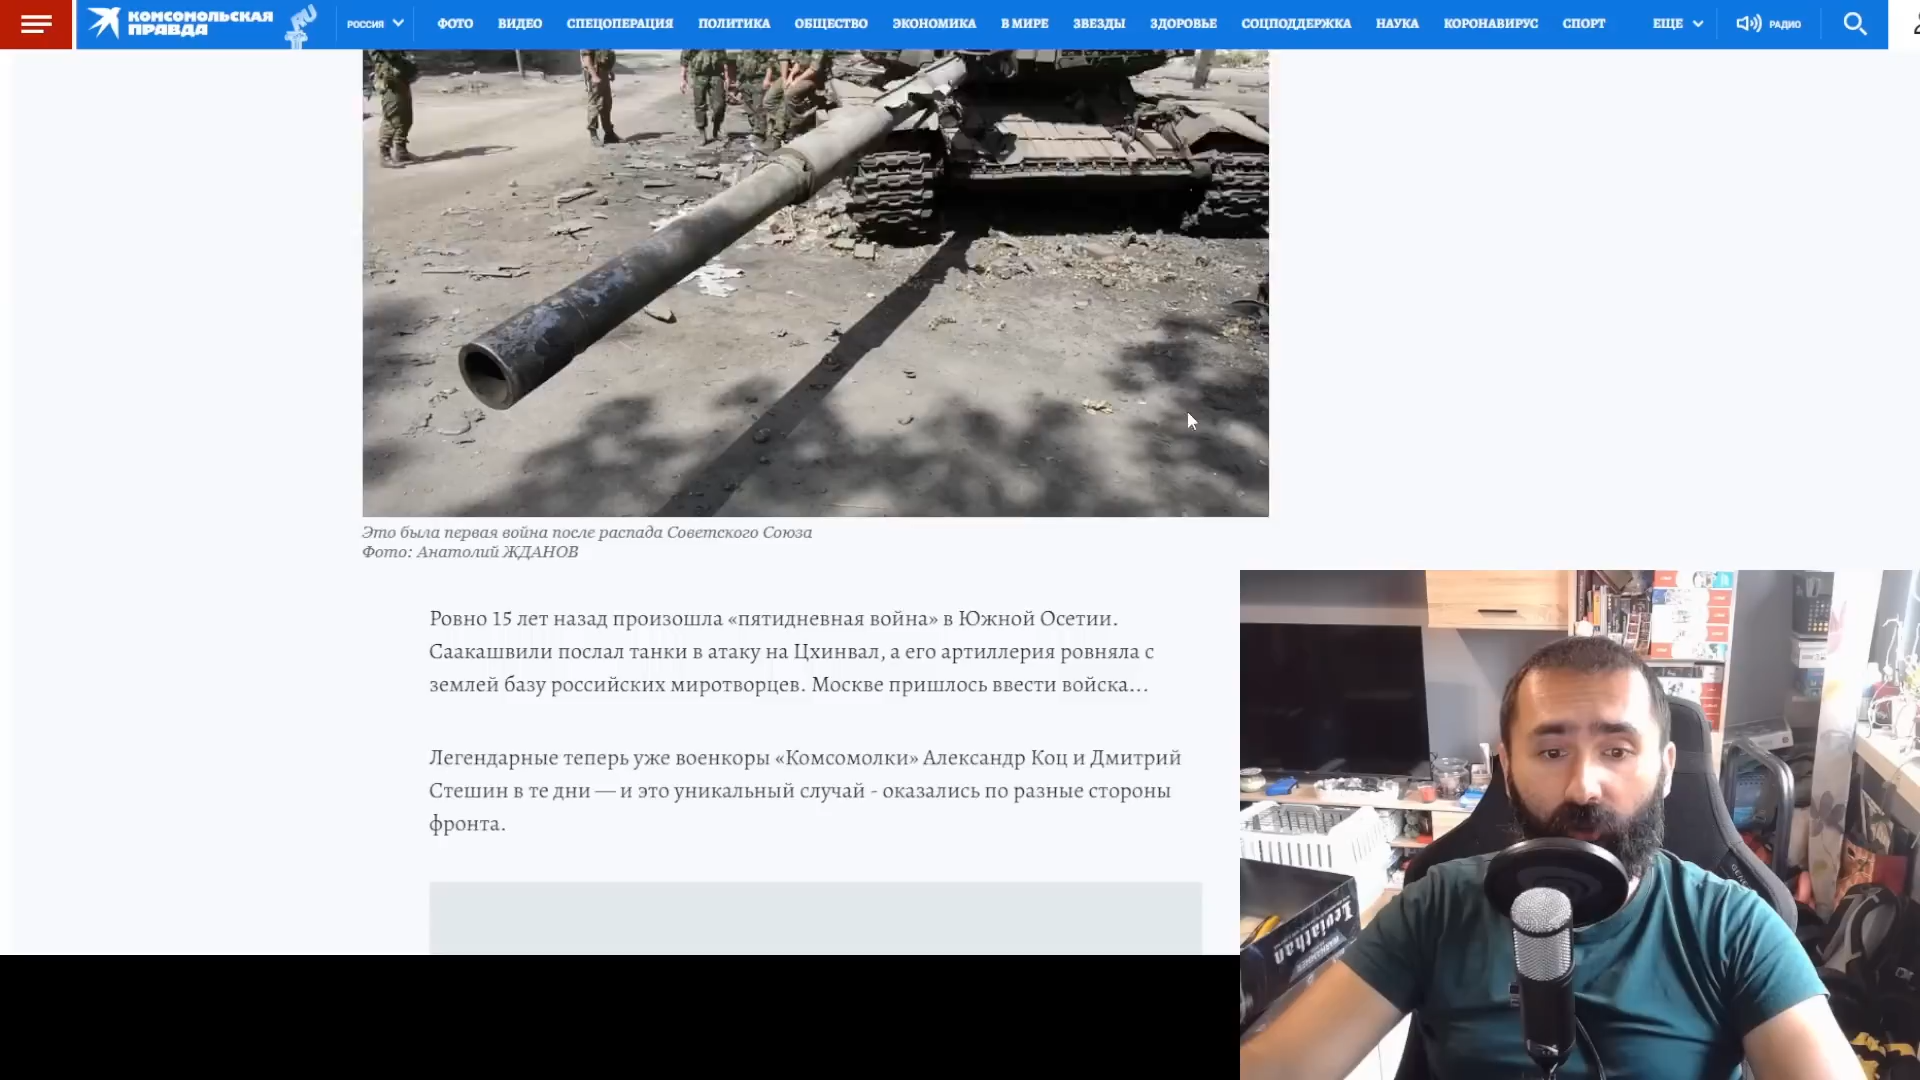 КОМСОМОЛЬСКАЯ
ПРАВДА
RU
РОССИЯ
ФОТО
ВИДЕО
СПЕЦОПЕРАЦИЯ
ПОЛИТИКА
ОБЩЕСТВО
ЭКОНОМИКА
В МИРЕ
ЗВЕЗДЫ
ЗДОРОВЬЕ
СОЦПОДДЕРЖКА
НАУКА
КОРОНАВИРУС
СПОРТ
ЕЩЕ
РАДИО
Это была первая война после распада Советского Союза
Фото: Анатолий ЖДАНОВ
Ровно 15 лет назад произошла «пятидневная война» в Южной Осетии.
Саакашвили послал танки в атаку на Цхинвал, а его артиллерия ровняла с
землей базу российских миротворцев. Москве пришлось ввести войска...
Легендарные теперь уже военкоры «Комсомолки» Александр Коц и Дмитрий
Стешин в те дни — и это уникальный случай - оказались по разные стороны
фронта.
Leviathan